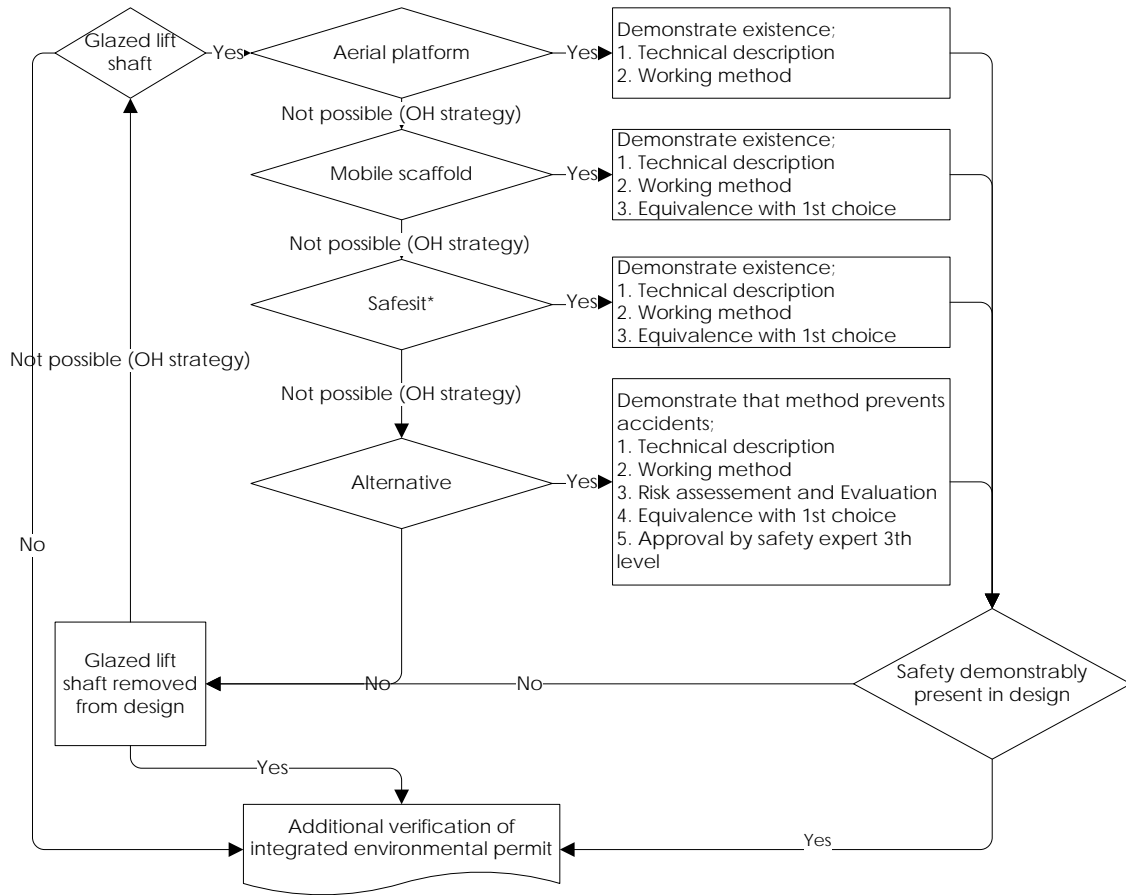 Glazed lift
shaft
Yes
Aerial platform
Yes
Demonstrate existence;
1. Technical description
2. Working method
Not possible (OH strategy)
Mobile scaffold
Yes
Demonstrate existence;
1. Technical description
2. Working method
3. Equivalence with 1st choice
Not possible (OH strategy)
Safesit*
Yes
Demonstrate existence;
1. Technical description
2. Working method
3. Equivalence with 1st choice
Not possible (OH strategy)
Not possible (OH strategy)
Alternative
Yes
Demonstrate that method prevents
accidents;
1. Technical description
2. Working method
3. Risk assessement and Evaluation
4. Equivalence with 1st choice
5. Approval by safety expert 3th
level
No
Glazed lift
shaft removed
from design
No
No
Safety demonstrably
present in design
Yes
Additional verification of
integrated environmental permit
Yes